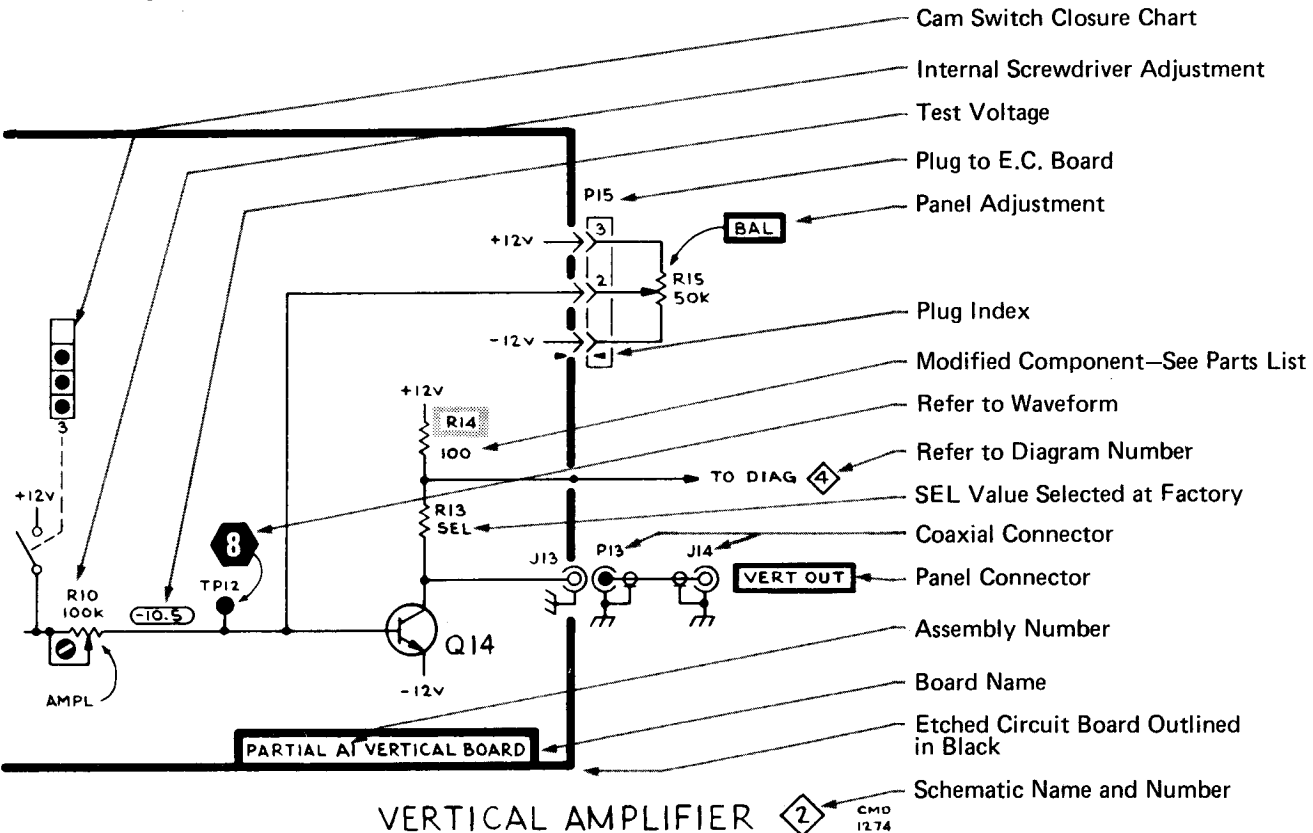 Cam Switch Closure Chart
Internal Screwdriver Adjustment
Test Voltage
Plug to E.C. Board
Panel Adjustment
P15
3
BAL
+12V
2
R15
50K
-12V
Plug Index
Modified Component—See Parts List
Refer to Waveform
Refer to Diagram Number
SEL Value Selected at Factory
Coaxial Connector
Panel Connector
Assembly Number
Board Name
Etched Circuit Board Outlined
in Black
Schematic Name and Number
3
+12V
R14
100
TO DIAG 4
R13
SEL
+12V
8
TP12
R10
100K
-10.5
AMPL
J13
P13
J14
VERT OUT
Q14
-12V
PARTIAL A1 VERTICAL BOARD
VERTICAL AMPLIFIER 2
CMD
1274